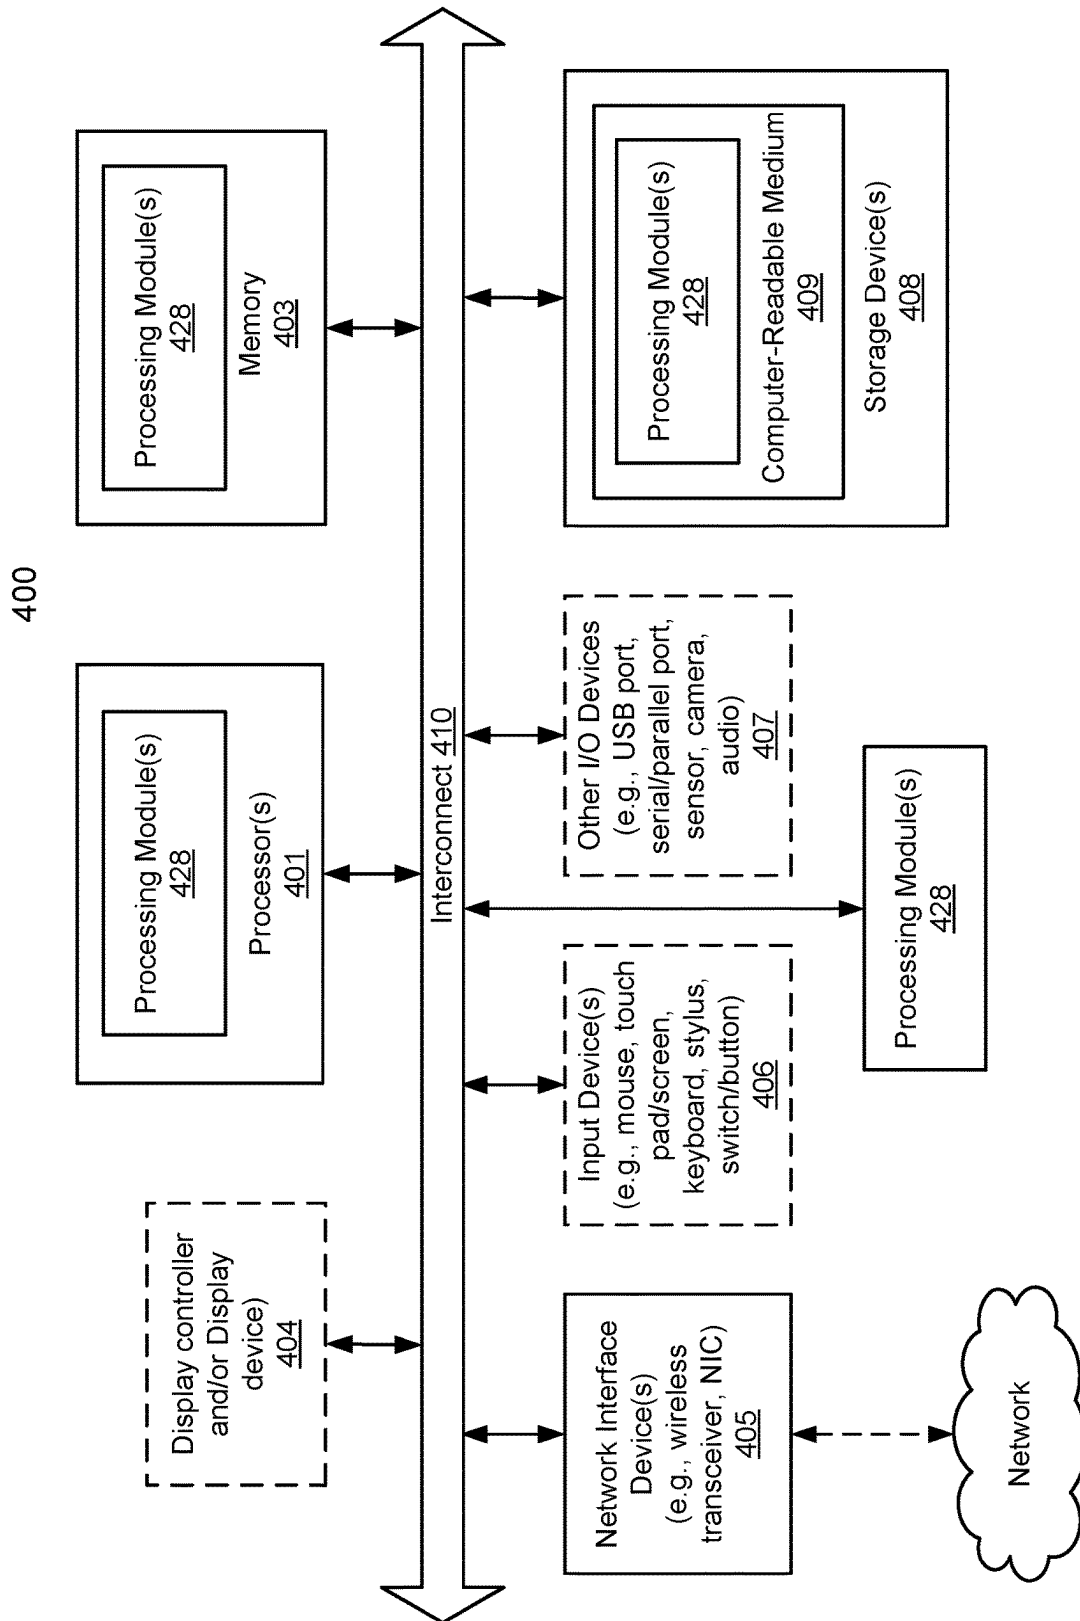 400
Display controller
and/or Display
device)
404
Processing Module(s)
428
Processor(s)
401
Processing Module(s)
428
Memory
403
Interconnect 410
Network Interface
Device(s)
(e.g., wireless
transceiver, NIC)
405
Input Device(s)
(e.g., mouse, touch
pad/screen,
keyboard, stylus,
switch/button)
406
Other I/O Devices
(e.g., USB port,
serial/parallel port,
sensor, camera,
audio)
407
Processing Module(s)
428
Computer-Readable Medium
409
Storage Device(s)
408
Network
Processing Module(s)
428